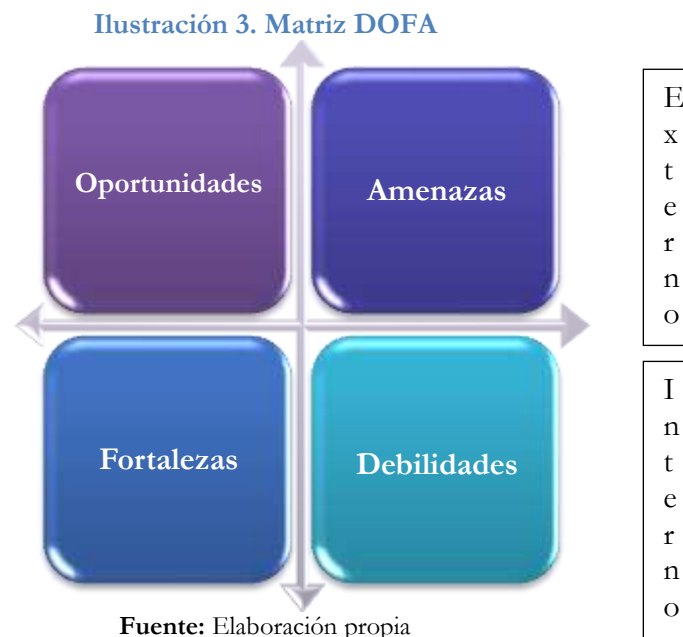 Ilustración 3. Matriz DOFA
Oportunidades
Amenazas
E
x
t
e
r
n
o
Fortalezas
Debilidades
I
n
t
e
r
n
o
Fuente: Elaboración propia